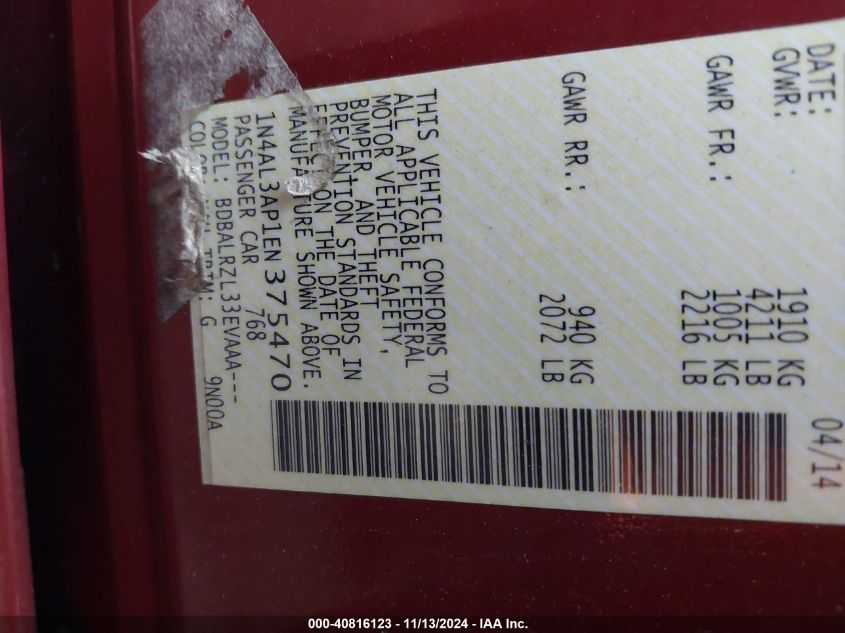 DATE: 04/14
GVWR: 1910 KG
4211 LB
GAWR FR.: 1005 KG
2216 LB
GAWR RR.: 940 KG
2072 LB
THIS VEHICLE CONFORMS TO
ALL APPLICABLE FEDERAL
MOTOR VEHICLE SAFETY,
BUMPER, AND THEFT
PREVENTION STANDARDS IN
ON THE DATE OF
MANUFACTURE SHOWN ABOVE.
1N4AL3AP1EN375470
PASSENGER CAR 768
MODEL: BDBALRZL33EVAAA---
TRIM: G 9N00A
000-40816123 - 11/13/2024 - IAA Inc.